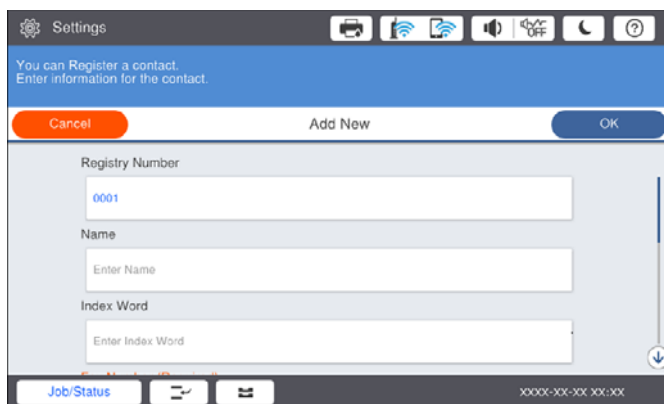 Settings
OFF
You can Register a contact.
Enter information for the contact.
Cancel
Add New
OK
Registry Number
0001
Name
Enter Name
Index Word
Enter Index Word
Job/Status
XXXX-XX-XX XX:XX